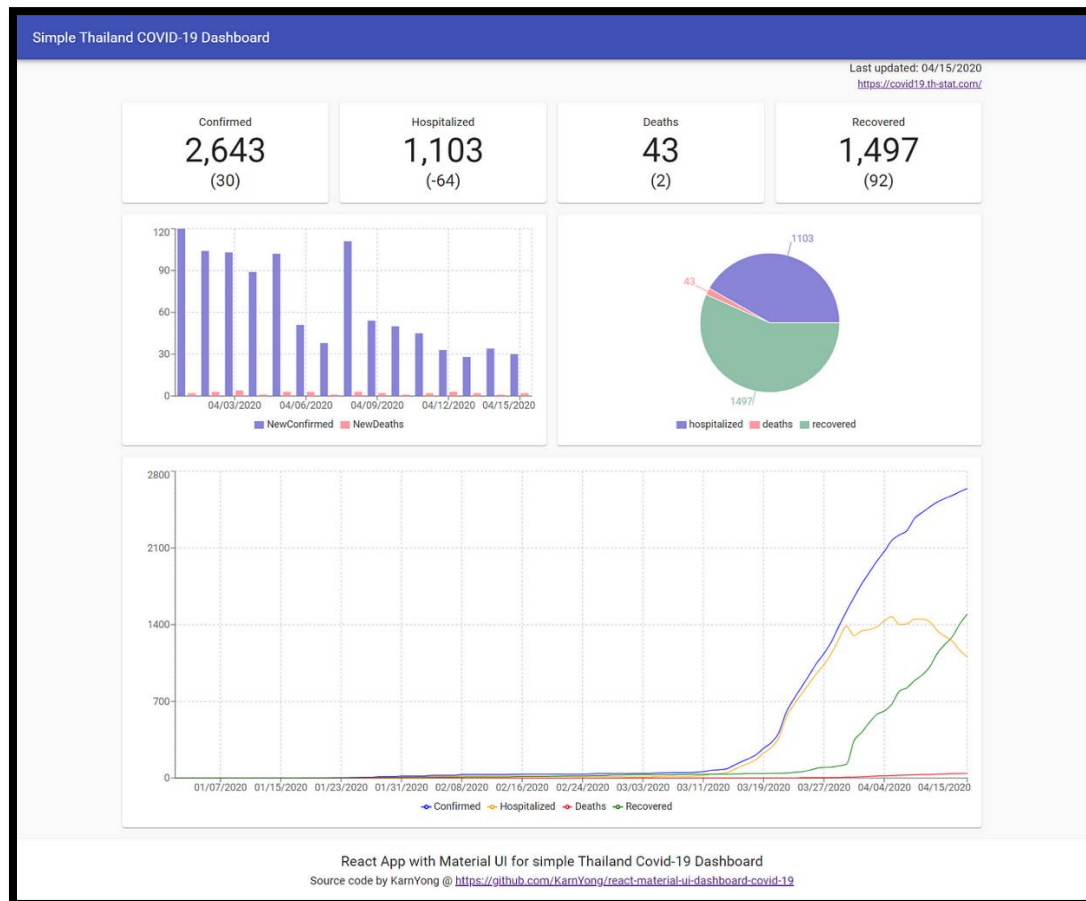 Simple Thailand COVID-19 Dashboard
Last updated: 04/15/2020
https://covid19.th-stat.com/
Confirmed
2,643
(30)
Hospitalized
1,103
(-64)
Deaths
43
(2)
Recovered
1,497
(92)
120
90
60
30
0
04/03/2020 04/06/2020 04/09/2020 04/12/2020 04/15/2020
NewConfirmed NewDeaths
1103
43
1497
hospitalized deaths recovered
2800
2100
1400
700
0
01/07/2020 01/15/2020 01/23/2020 01/31/2020 02/08/2020 02/16/2020 02/24/2020 03/03/2020 03/11/2020 03/19/2020 03/27/2020 04/04/2020 04/15/2020
Confirmed Hospitalized Deaths Recovered
React App with Material UI for simple Thailand Covid-19 Dashboard
Source code by KarnYong @ https://github.com/KarnYong/react-material-ui-dashboard-covid-19